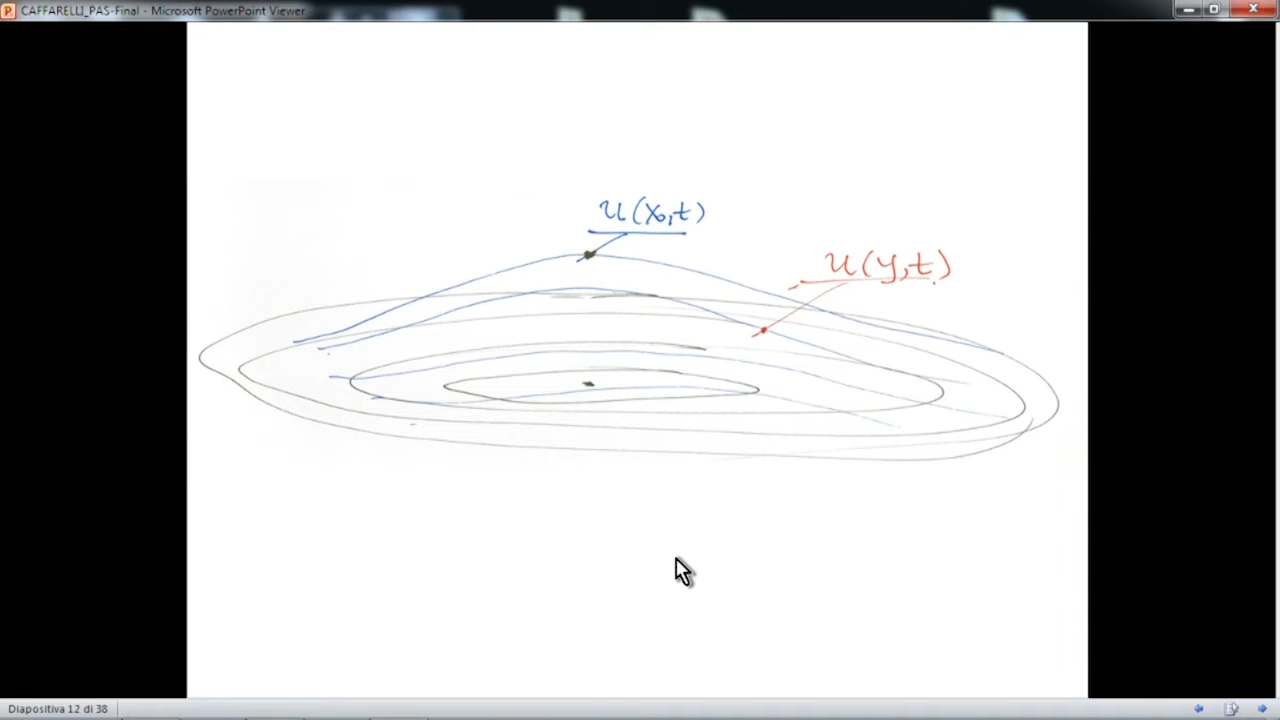 CAFFARELLI_PAS-Final - Microsoft PowerPoint Viewer
u(x₀,t)
u(y,t)
Diapositiva 12 di 38